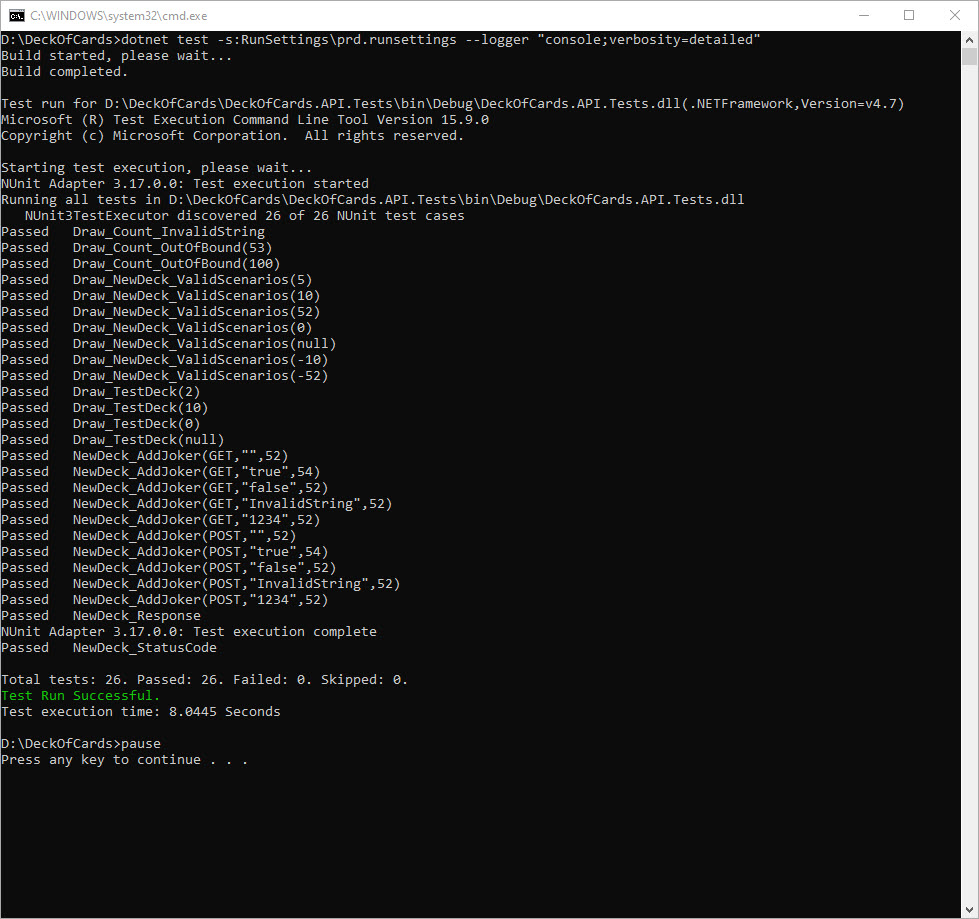 C:\WINDOWS\system32\cmd.exe
D:\DeckOfCards>dotnet test -s:RunSettings\prd.runsettings --logger "console;verbosity=detailed"
Build started, please wait...
Build completed.
Test run for D:\DeckOfCards\DeckOfCards.API.Tests\bin\Debug\DeckOfCards.API.Tests.dll(.NETFramework,Version=v4.7)
Microsoft (R) Test Execution Command Line Tool Version 15.9.0
Copyright (c) Microsoft Corporation.  All rights reserved.
Starting test execution, please wait...
NUnit Adapter 3.17.0.0: Test execution started
Running all tests in D:\DeckOfCards\DeckOfCards.API.Tests\bin\Debug\DeckOfCards.API.Tests.dll
   NUnit3TestExecutor discovered 26 of 26 NUnit test cases
Passed   Draw_Count_InvalidString
Passed   Draw_Count_OutOfBound(53)
Passed   Draw_Count_OutOfBound(100)
Passed   Draw_NewDeck_ValidScenarios(5)
Passed   Draw_NewDeck_ValidScenarios(10)
Passed   Draw_NewDeck_ValidScenarios(52)
Passed   Draw_NewDeck_ValidScenarios(0)
Passed   Draw_NewDeck_ValidScenarios(null)
Passed   Draw_NewDeck_ValidScenarios(-10)
Passed   Draw_NewDeck_ValidScenarios(-52)
Passed   Draw_TestDeck(2)
Passed   Draw_TestDeck(10)
Passed   Draw_TestDeck(0)
Passed   Draw_TestDeck(null)
Passed   NewDeck_AddJoker(GET,"",52)
Passed   NewDeck_AddJoker(GET,"true",54)
Passed   NewDeck_AddJoker(GET,"false",52)
Passed   NewDeck_AddJoker(GET,"InvalidString",52)
Passed   NewDeck_AddJoker(GET,"1234",52)
Passed   NewDeck_AddJoker(POST,"",52)
Passed   NewDeck_AddJoker(POST,"true",54)
Passed   NewDeck_AddJoker(POST,"false",52)
Passed   NewDeck_AddJoker(POST,"InvalidString",52)
Passed   NewDeck_AddJoker(POST,"1234",52)
Passed   NewDeck_Response
NUnit Adapter 3.17.0.0: Test execution complete
Passed   NewDeck_StatusCode
Total tests: 26. Passed: 26. Failed: 0. Skipped: 0.
Test Run Successful.
Test execution time: 8.0445 Seconds
D:\DeckOfCards>pause
Press any key to continue . . .